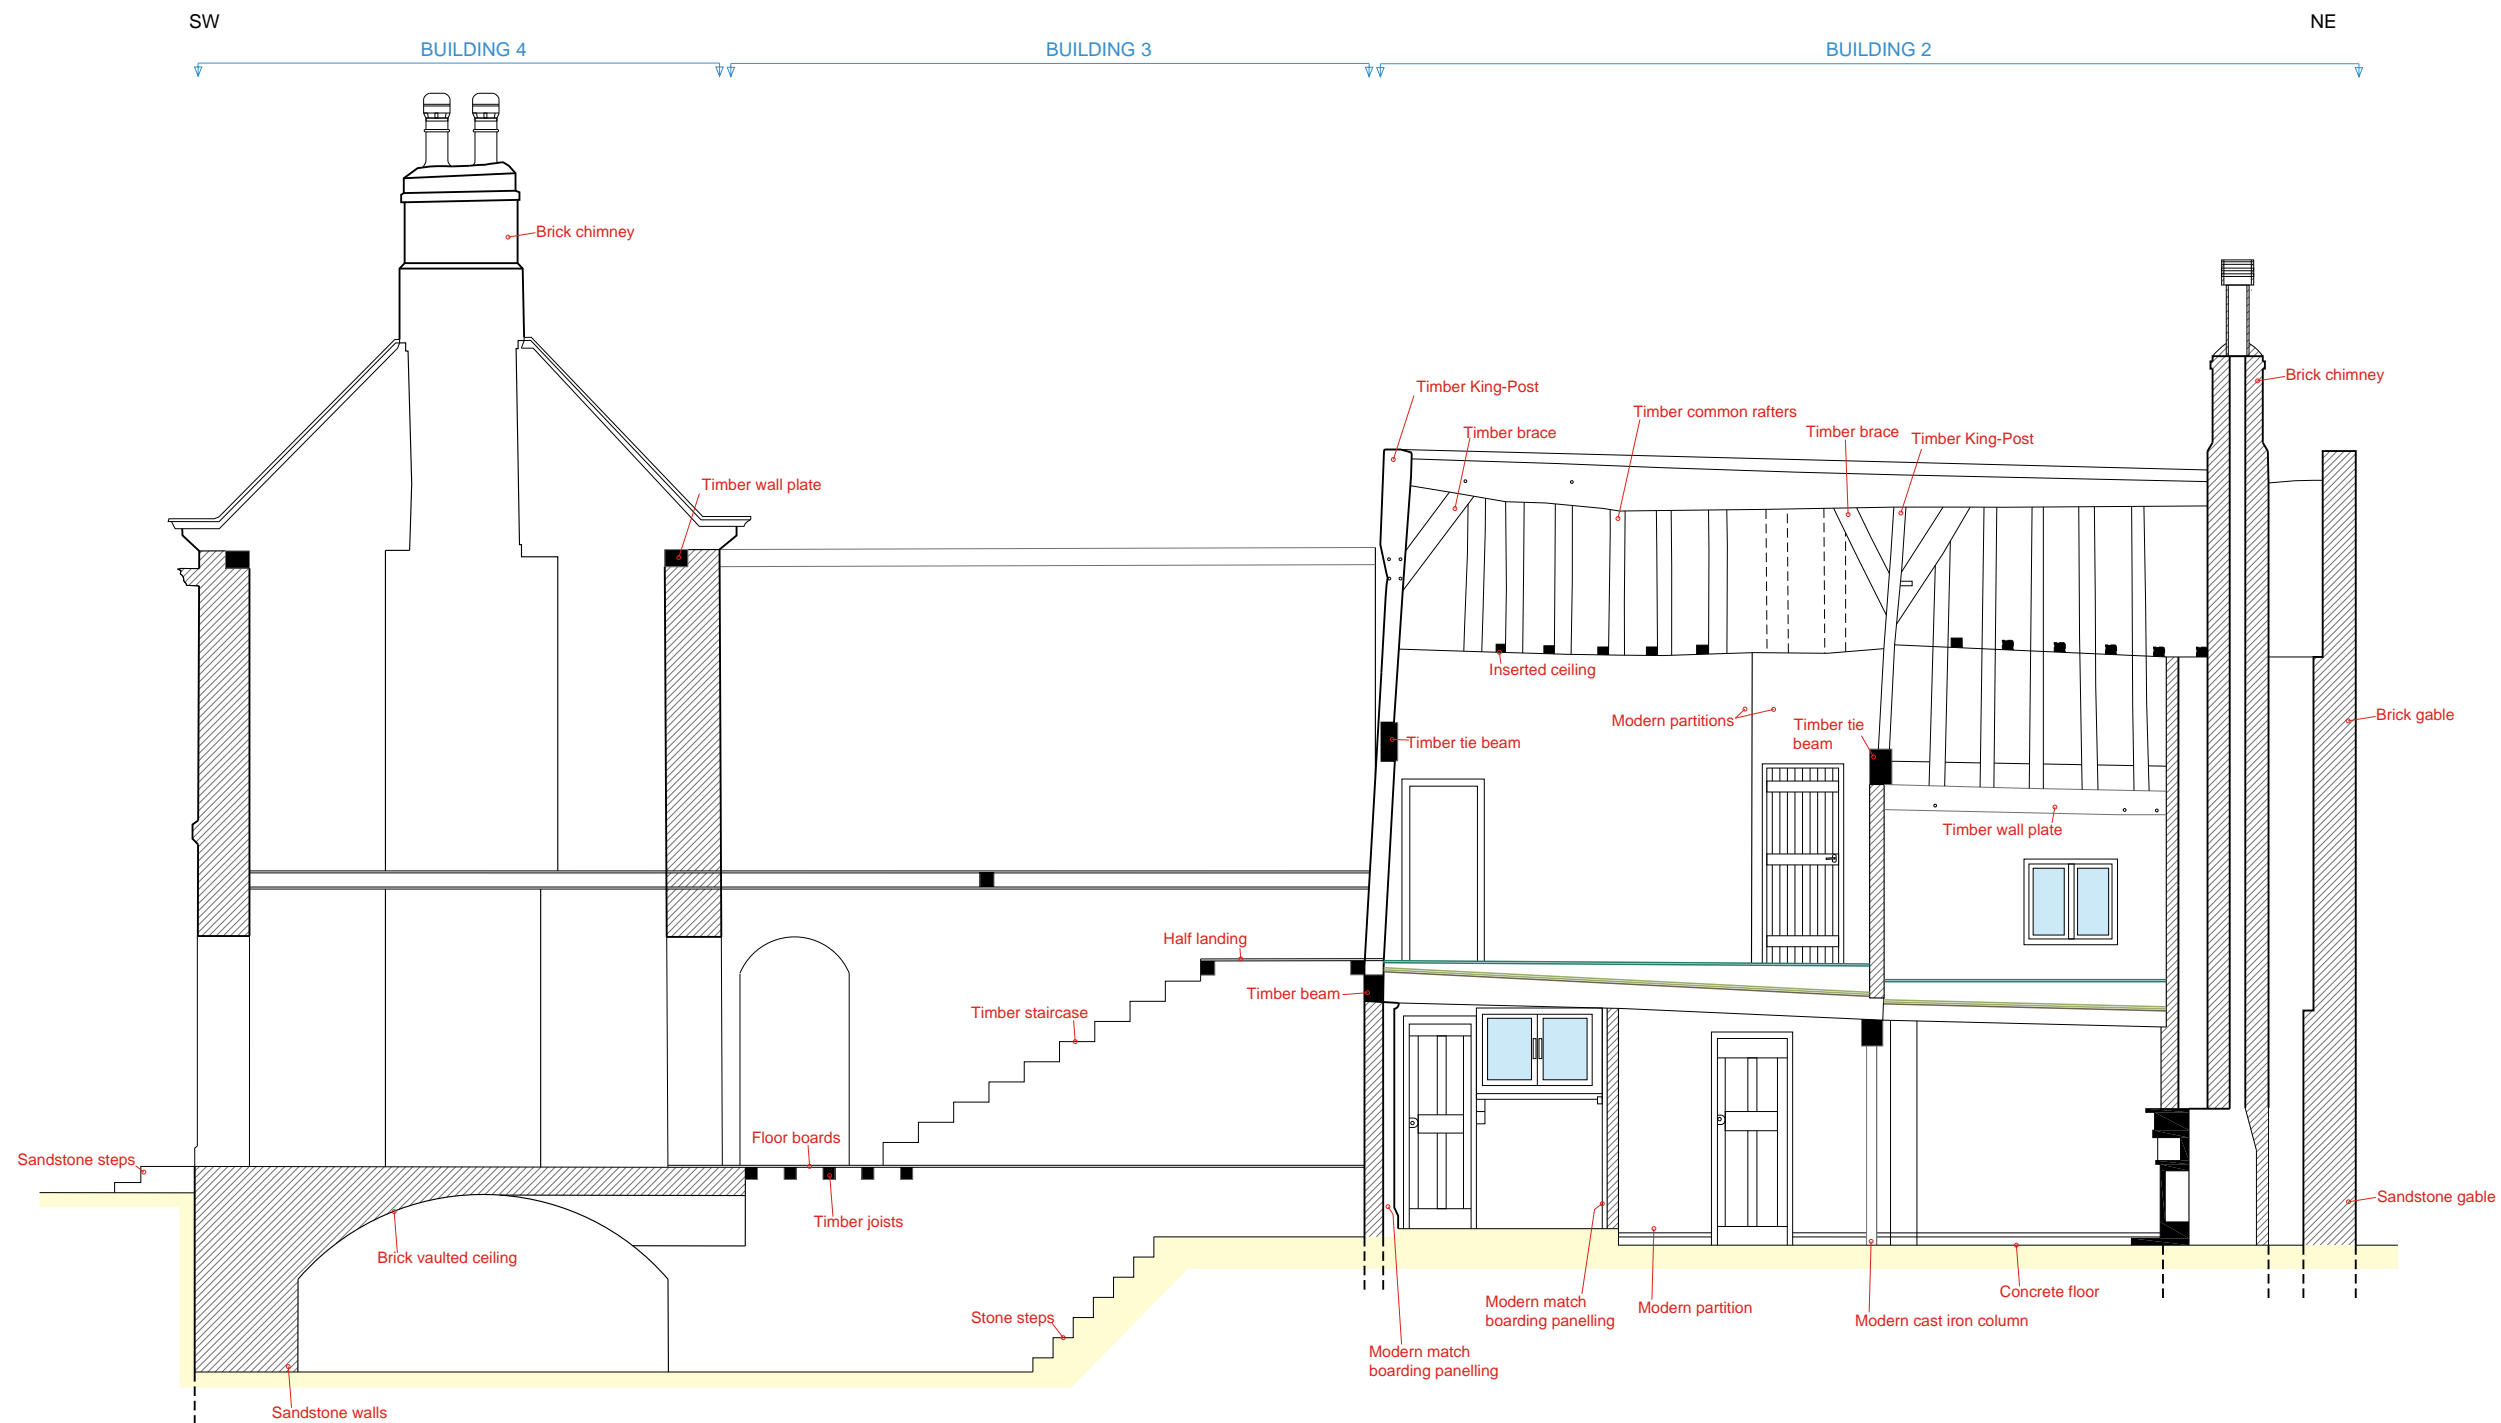 SW
NE
BUILDING 4
BUILDING 3
BUILDING 2
Brick chimney
Brick chimney
Timber King-Post
Timber common rafters
Timber brace
Timber brace
Timber King-Post
Timber wall plate
Inserted ceiling
Modern partitions
Timber tie
beam
Timber tie beam
Brick gable
Timber wall plate
Half landing
Timber beam
Timber staircase
Floor boards
Sandstone steps
Timber joists
Sandstone gable
Brick vaulted ceiling
Concrete floor
Modern match
boarding panelling
Modern partition
Modern cast iron column
Stone steps
Modern match
boarding panelling
Sandstone walls